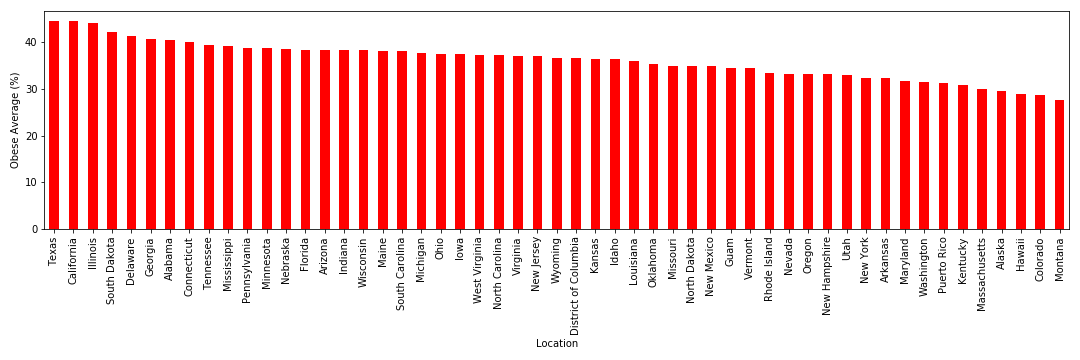 Obese Average (%)
40
30
20
10
0
Texas
California
Illinois
South Dakota
Delaware
Georgia
Alabama
Connecticut
Tennessee
Mississippi
Pennsylvania
Minnesota
Nebraska
Florida
Arizona
Indiana
Wisconsin
Maine
South Carolina
Michigan
Ohio
Iowa
West Virginia
North Carolina
Virginia
New Jersey
Wyoming
District of Columbia
Kansas
Idaho
Louisiana
Oklahoma
Missouri
North Dakota
New Mexico
Guam
Vermont
Rhode Island
Nevada
Oregon
New Hampshire
Utah
New York
Arkansas
Maryland
Washington
Puerto Rico
Kentucky
Massachusetts
Alaska
Hawaii
Colorado
Montana
Location